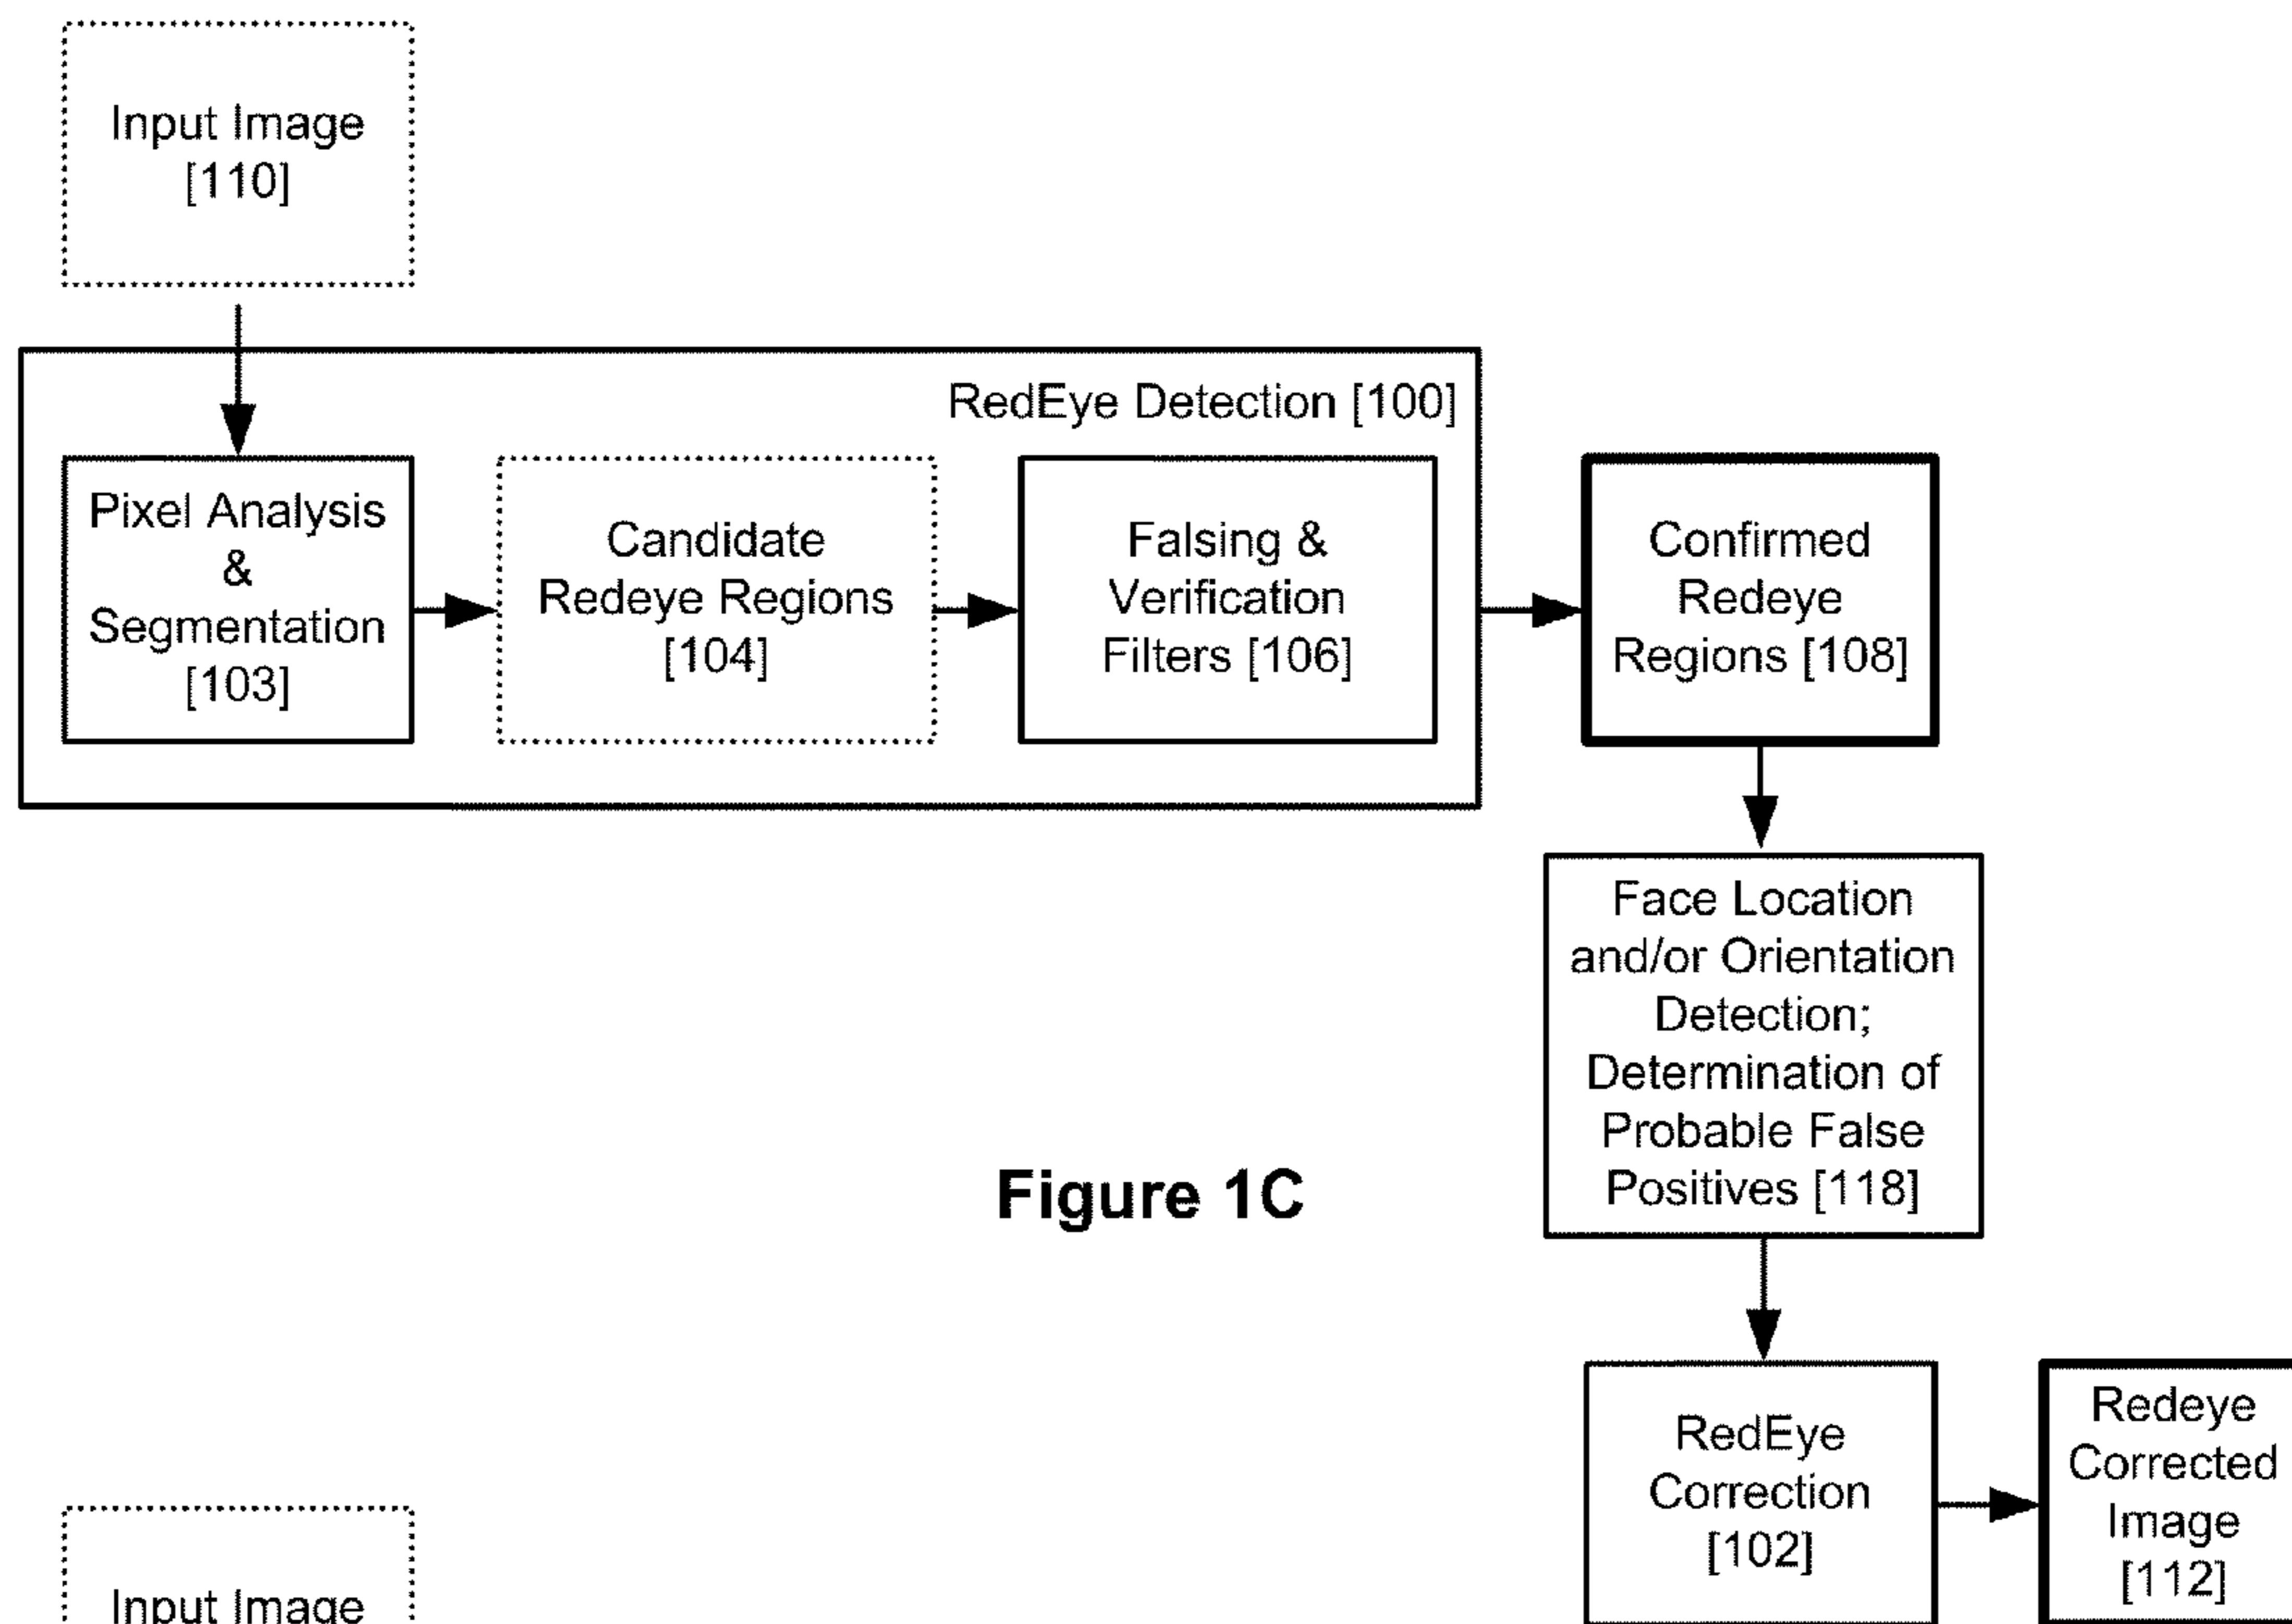 Input Image
[110]
RedEye Detection [100]
Pixel Analysis
&
Segmentation
[103]
Candidate
Redeye Regions
[104]
Falsing &
Verification
Filters [106]
Confirmed
Redeye
Regions [108]
Face Location
and/or Orientation
Detection;
Determination of
Probable False
Positives [118]
Figure 1C
RedEye
Correction
[102]
Redeye
Corrected
Image
[112]
Input Image